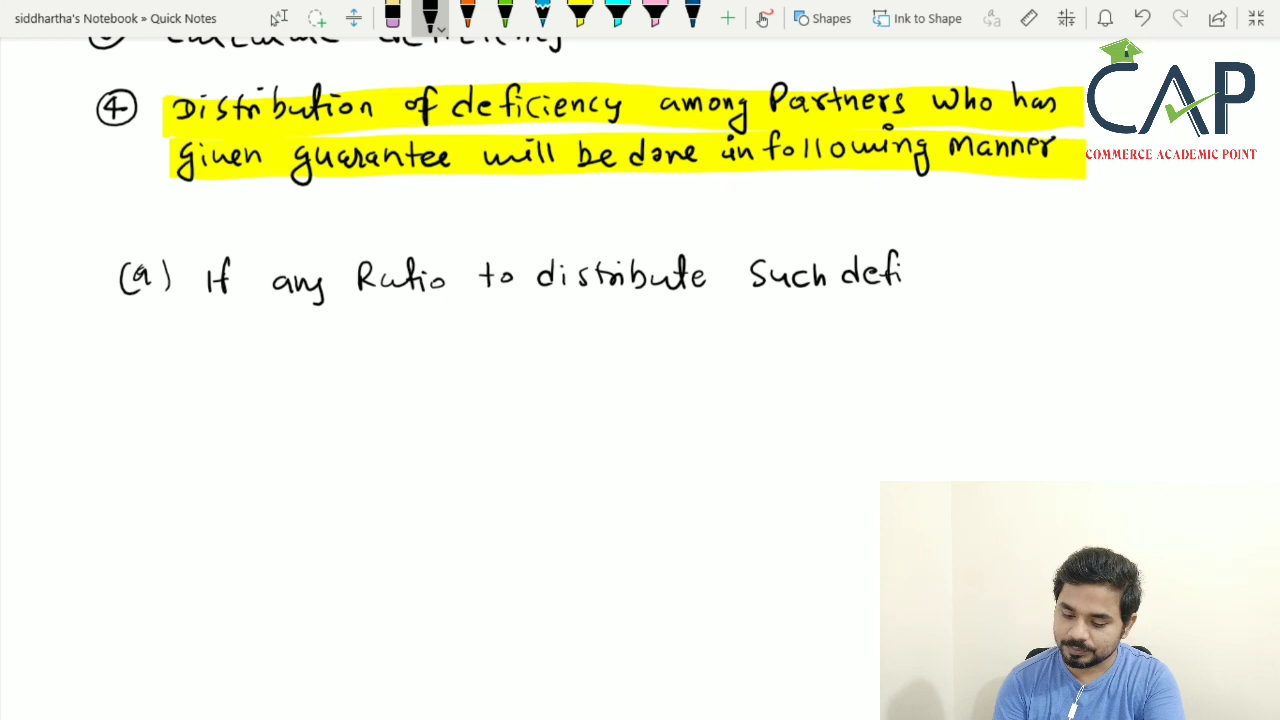 siddhartha's Notebook » Quick Notes
Shapes
Ink to Shape
④ Distribution of deficiency among Partners who has
given guarantee will be done in following manner
CAP
COMMERCE ACADEMIC POINT
(a) If any Ratio to distribute Such defi